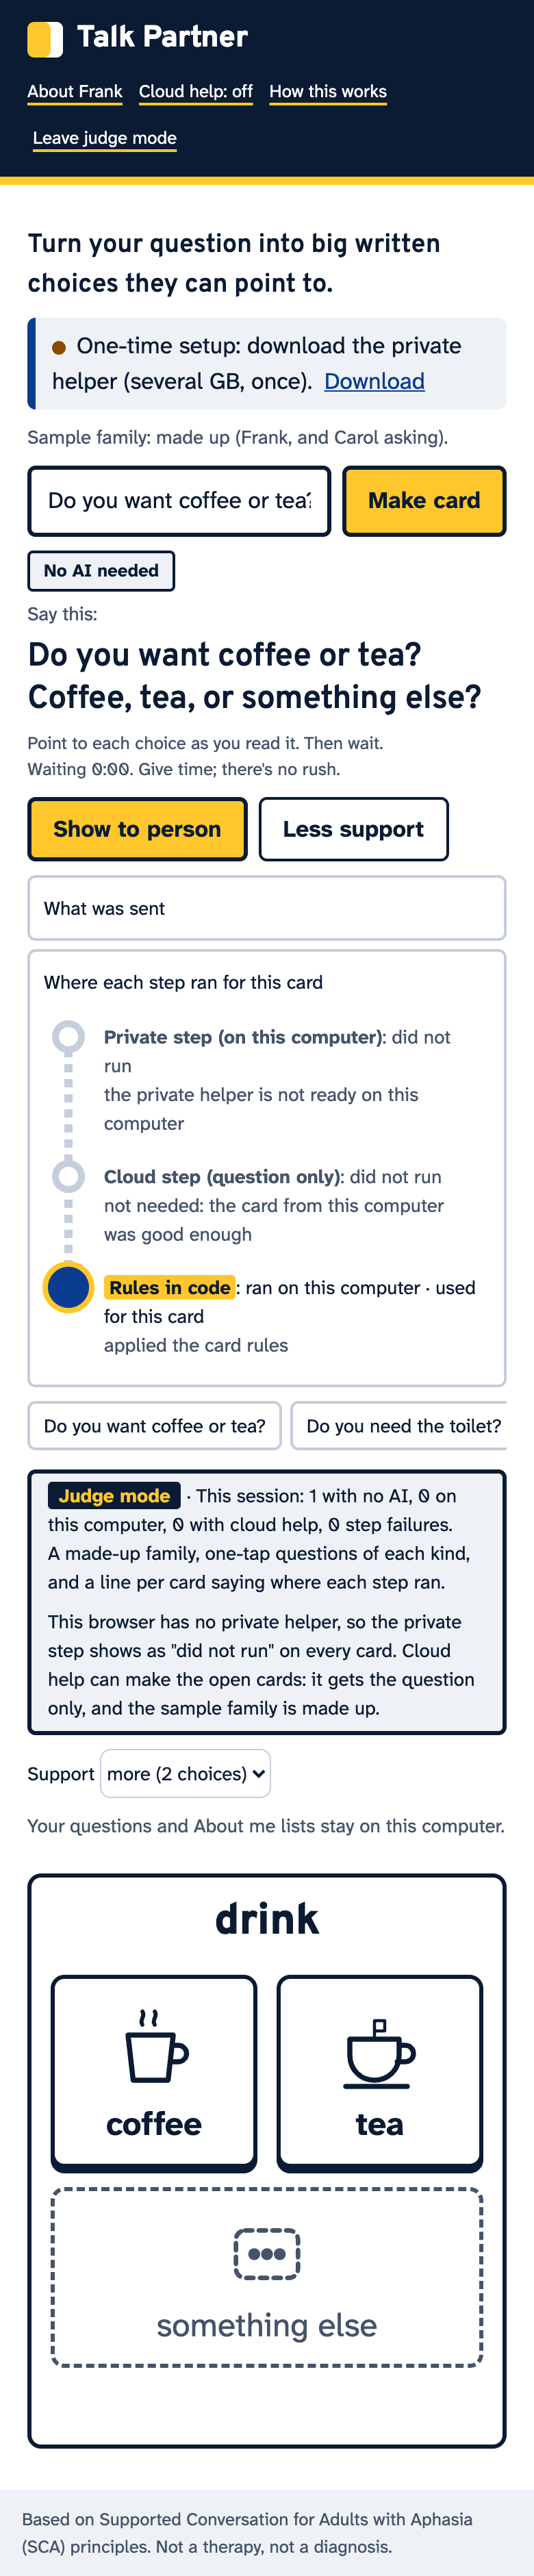 Talk Partner
About Frank Cloud help: off How this works
Leave judge mode
Turn your question into big written
choices they can point to.
One-time setup: download the private
helper (several GB, once). Download
Sample family: made up (Frank, and Carol asking).
Do you want coffee or tea?
Make card
No AI needed
Say this:
Do you want coffee or tea?
Coffee, tea, or something else?
Point to each choice as you read it. Then wait.
Waiting 0:00. Give time; there's no rush.
Show to person
Less support
What was sent
Where each step ran for this card
Private step (on this computer): did not
run
the private helper is not ready on this
computer
Cloud step (question only): did not run
not needed: the card from this computer
was good enough
Rules in code: ran on this computer · used
for this card
applied the card rules
Do you want coffee or tea?
Do you need the toilet?
Judge mode · This session: 1 with no AI, 0 on
this computer, 0 with cloud help, 0 step failures.
A made-up family, one-tap questions of each kind,
and a line per card saying where each step ran.
This browser has no private helper, so the private
step shows as "did not run" on every card. Cloud
help can make the open cards: it gets the question
only, and the sample family is made up.
Support more (2 choices)
Your questions and About me lists stay on this computer.
drink
coffee
tea
something else
Based on Supported Conversation for Adults with Aphasia
(SCA) principles. Not a therapy, not a diagnosis.